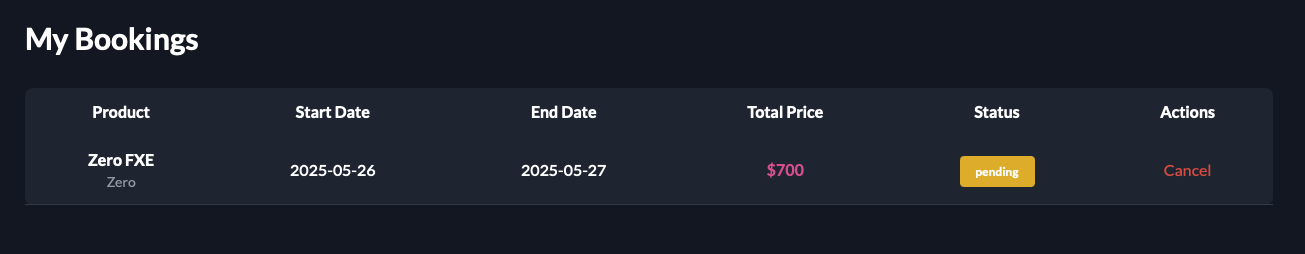 My Bookings
Product Start Date End Date Total Price Status Actions
Zero FXE
Zero
2025-05-26 2025-05-27 $700 pending Cancel